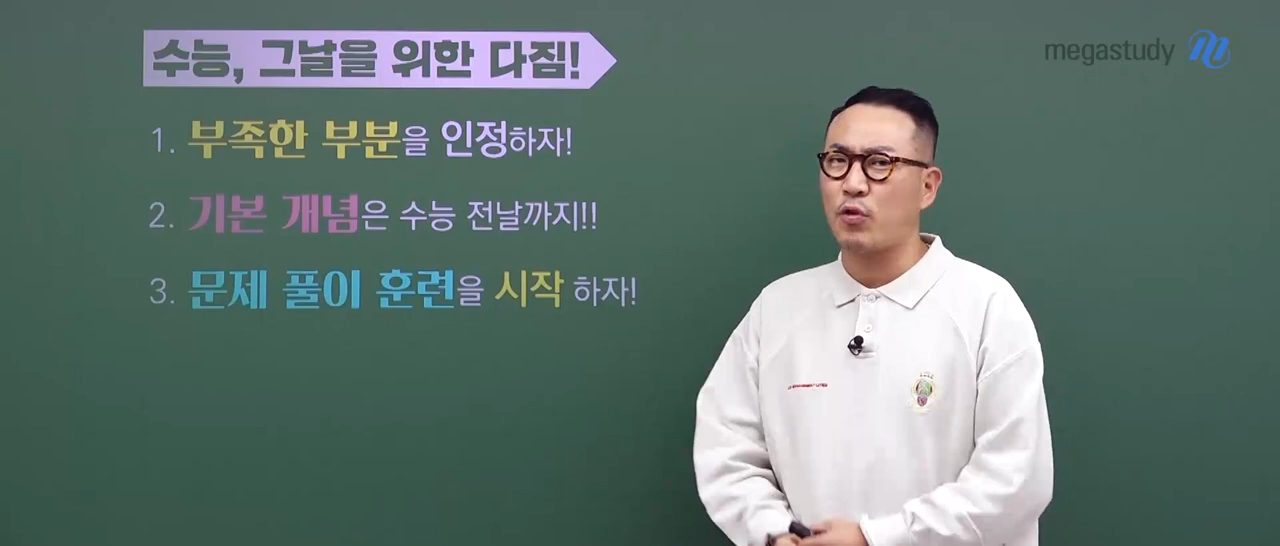 수능, 그날을 위한 다짐!
megastudy
1. 부족한 부분을 인정하자!
2. 기본 개념은 수능 전날까지!!
3. 문제 풀이 훈련을 시작 하자!